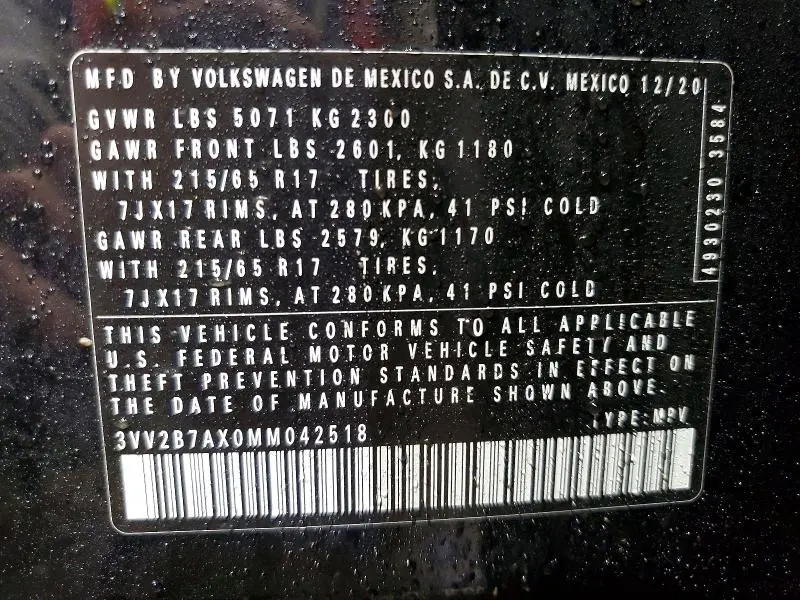 MFD BY VOLKSWAGEN DE MEXICO S.A. DE C.V. MEXICO 12/20
GVWR LBS 5071 KG 2300
GAWR FRONT LBS 2601, KG 1180
WITH 215/65 R17 TIRES,
7JX17 RIMS, AT 280 KPA, 41 PSI COLD
GAWR REAR LBS 2579, KG 1170
WITH 215/65 R17 TIRES,
7JX17 RIMS, AT 280 KPA, 41 PSI COLD
4930230 3584
THIS VEHICLE CONFORMS TO ALL APPLICABLE
U.S. FEDERAL MOTOR VEHICLE SAFETY AND
THEFT PREVENTION STANDARDS IN EFFECT ON
THE DATE OF MANUFACTURE SHOWN ABOVE.
3VV2B7AX0MM042518
TYPE: MPV